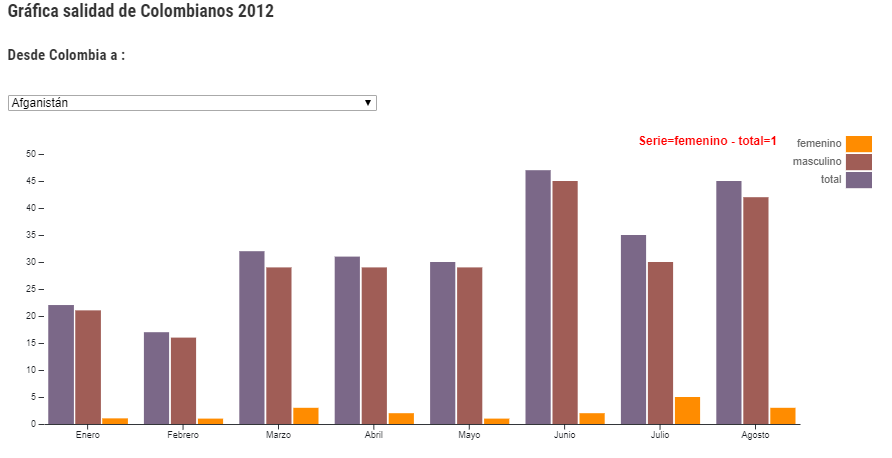 Gráfica salidad de Colombianos 2012
Desde Colombia a :
Afganistán
Serie=femenino - total=1
femenino
masculino
total
50
45
40
35
30
25
20
15
10
5
0
Enero Febrero Marzo Abril Mayo Junio Julio Agosto